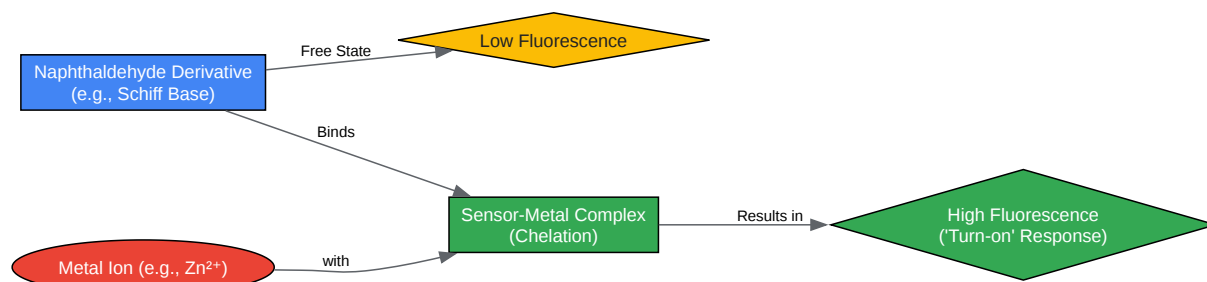 Naphthaldehyde Derivative
(e.g., Schiff Base)
Free State
Low Fluorescence
Binds
Metal Ion (e.g., Zn²⁺)
with
Sensor-Metal Complex
(Chelation)
Results in
High Fluorescence
('Turn-on' Response)